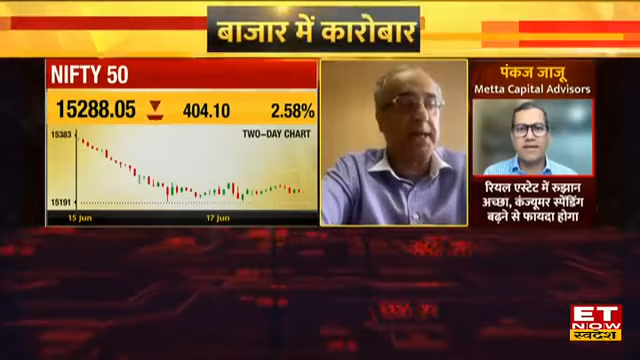 बाजार में कारोबार
NIFTY 50
15288.05 404.10 2.58%
TWO-DAY CHART
15383
15191
15 Jun 17 Jun
पंकज जाजू
Metta Capital Advisors
रियल एस्टेट में रुझान
अच्छा, कंज्यूमर स्पेंडिंग
बढ़ने से फायदा होगा
ET
NOW
स्वदेश